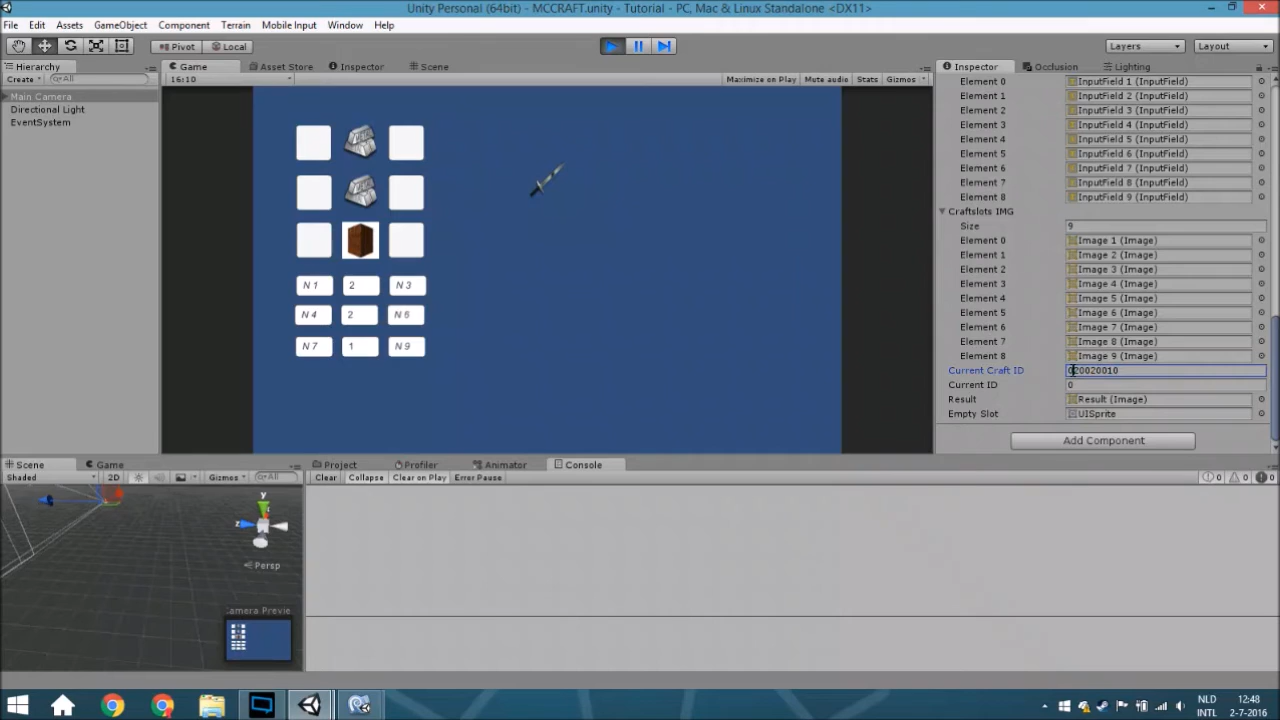 Unity Personal (64bit) - MCCRAFT.unity - Tutorial - PC, Mac & Linux Standalone <DX11>
File Edit Assets GameObject Component Terrain Mobile Input Window Help
Pivot Local Layers Layout
Hierarchy Game Asset Store Inspector Scene Inspector Occlusion Lighting
Create All 16:10 Maximize on Play Mute audio Stats Gizmos
Main Camera
Directional Light
EventSystem
Element 0 InputField 1 (InputField)
Element 1 InputField 2 (InputField)
Element 2 InputField 3 (InputField)
Element 3 InputField 4 (InputField)
Element 4 InputField 5 (InputField)
Element 5 InputField 6 (InputField)
Element 6 InputField 7 (InputField)
Element 7 InputField 8 (InputField)
Element 8 InputField 9 (InputField)
Craftslots IMG
Size 9
Element 0 Image 1 (Image)
Element 1 Image 2 (Image)
Element 2 Image 3 (Image)
Element 3 Image 4 (Image)
Element 4 Image 5 (Image)
Element 5 Image 6 (Image)
Element 6 Image 7 (Image)
Element 7 Image 8 (Image)
Element 8 Image 9 (Image)
Current Craft ID 020020010
Current ID 0
Result Result (Image)
Empty Slot UISprite
Add Component
N 1 2 N 3
N 4 2 N 6
N 7 1 N 9
Scene Game Project Profiler Animator Console
Shaded 2D Gizmos All Clear Collapse Clear on Play Error Pause 0 0 0
y
z
Persp
Camera Previe
NLD 12:48
INTL 2-7-2016